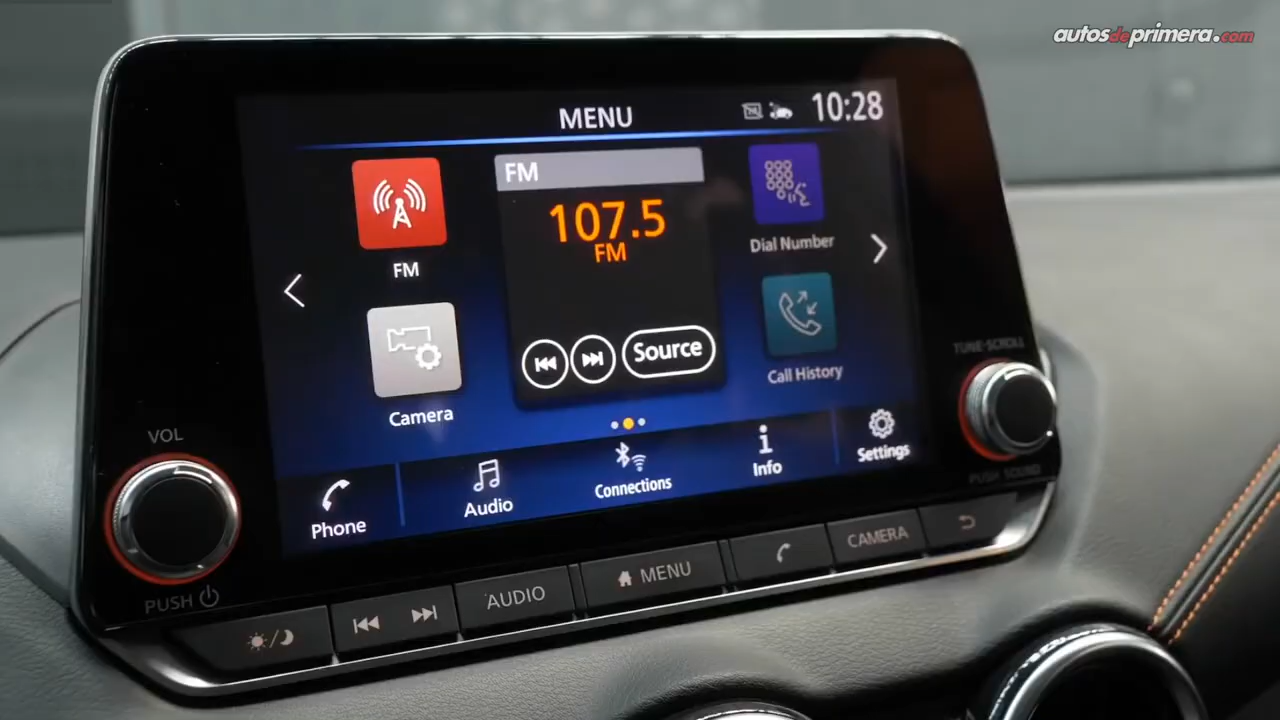 autosdeprimera.com
MENU
10:28
FM
107.5
FM
Source
FM
Camera
Dial Number
Call History
Phone
Audio
Connections
Info
Settings
VOL
PUSH
TUNE·SCROLL
PUSH SOUND
AUDIO
MENU
CAMERA